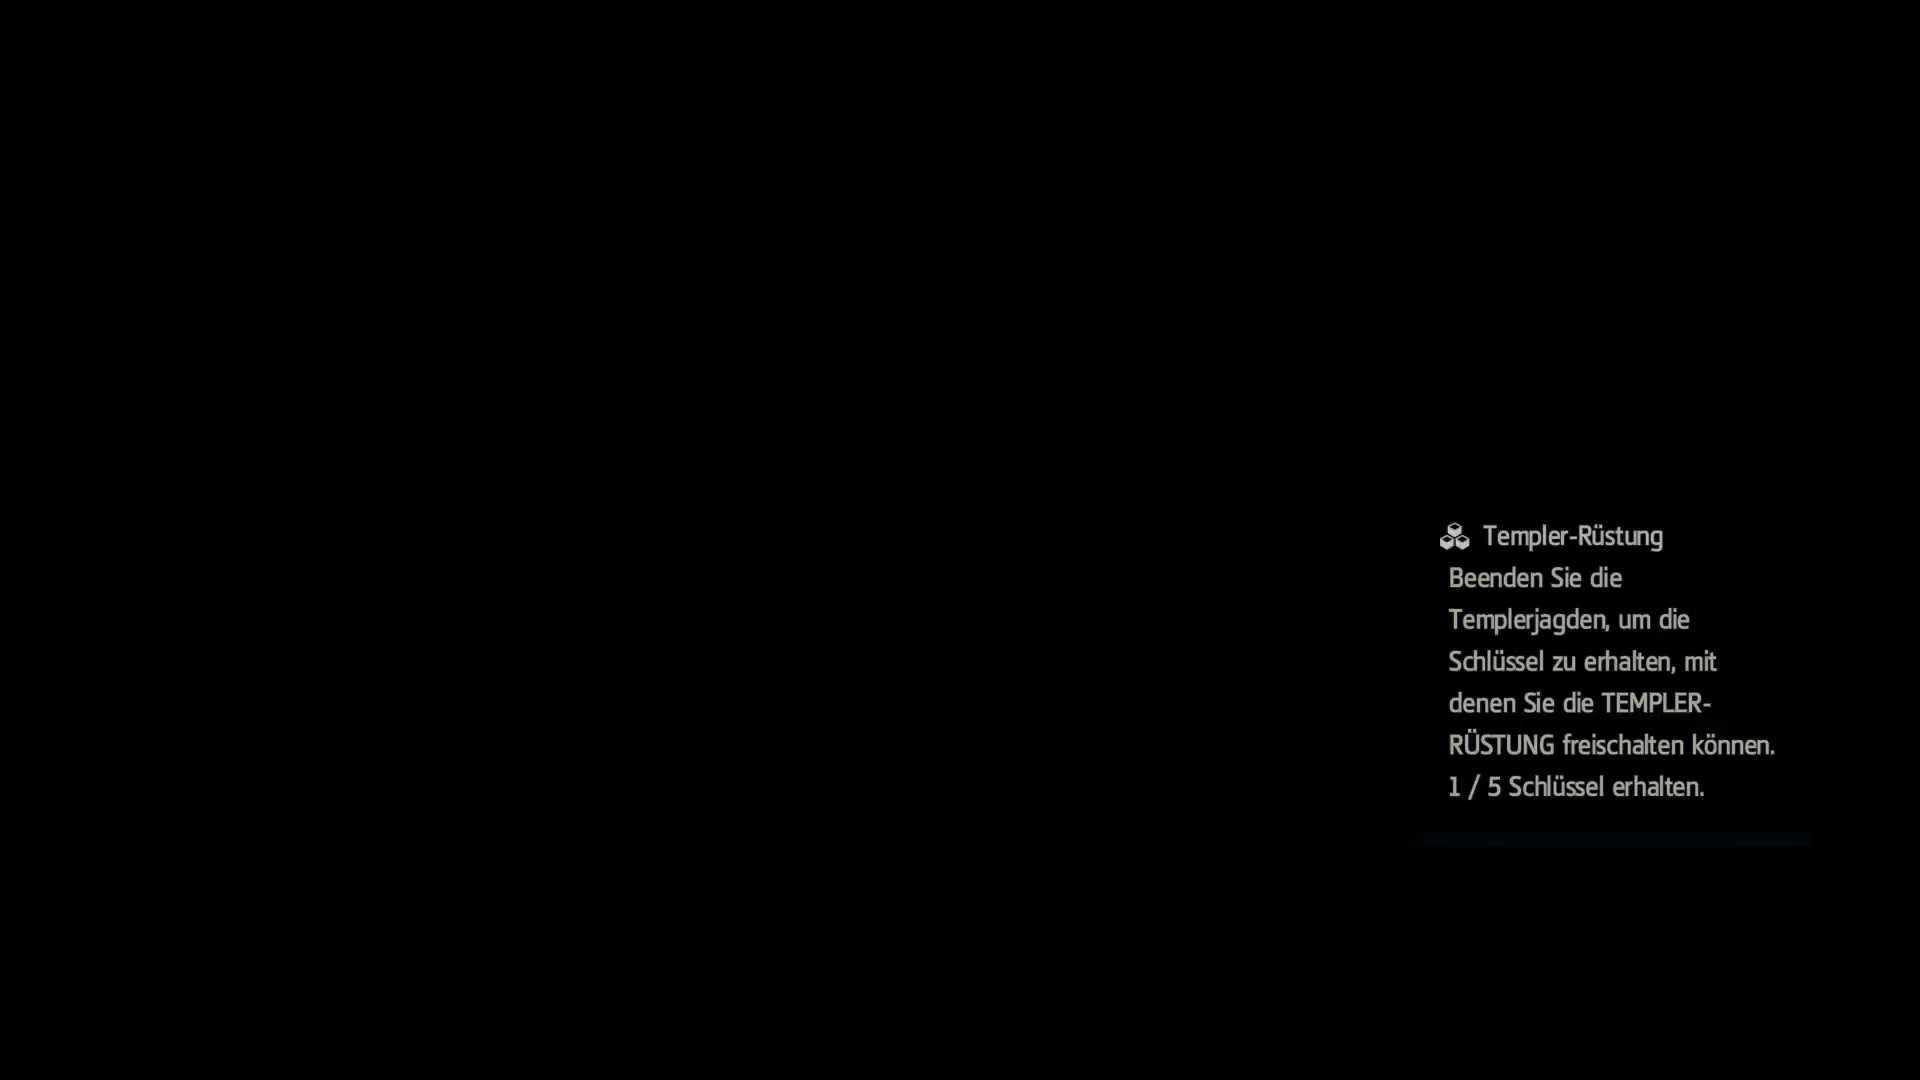 Templer-Rüstung
Beenden Sie die
Templerjagden, um die
Schlüssel zu erhalten, mit
denen Sie die TEMPLER-
RÜSTUNG freischalten können.
1 / 5 Schlüssel erhalten.